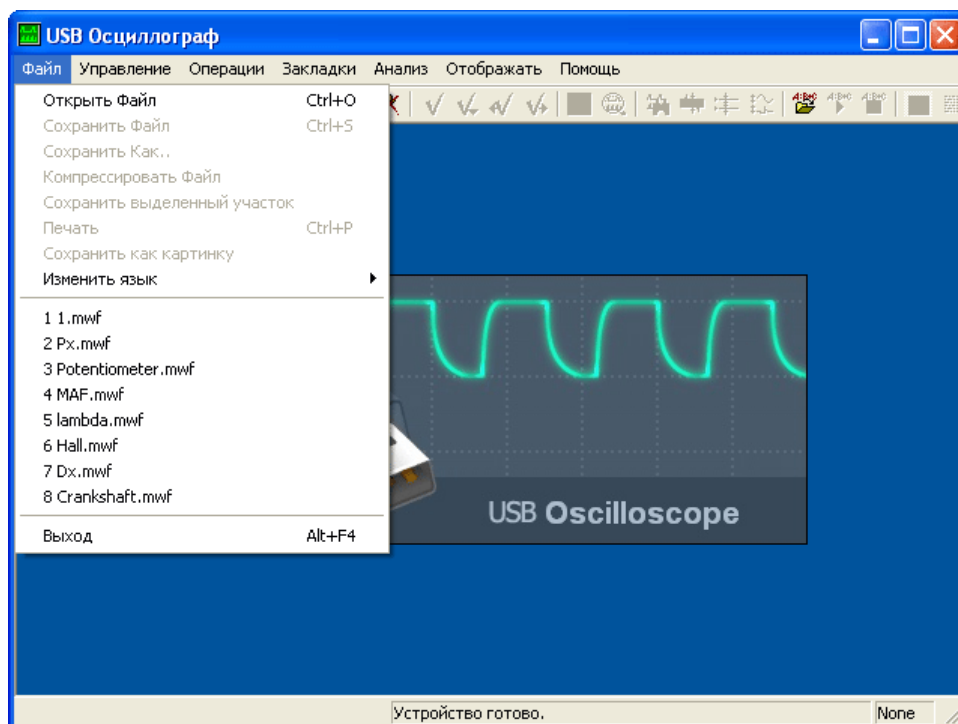 USB Осциллограф
Файл Управление Операции Закладки Анализ Отображать Помощь
Открыть Файл Ctrl+O
Сохранить Файл Ctrl+S
Сохранить Как..
Компрессировать Файл
Сохранить выделенный участок
Печать Ctrl+P
Сохранить как картинку
Изменить язык
1 1.mwf
2 Px.mwf
3 Potentiometer.mwf
4 MAF.mwf
5 lambda.mwf
6 Hall.mwf
7 Dx.mwf
8 Crankshaft.mwf
Выход Alt+F4
USB Oscilloscope
Устройство готово. None